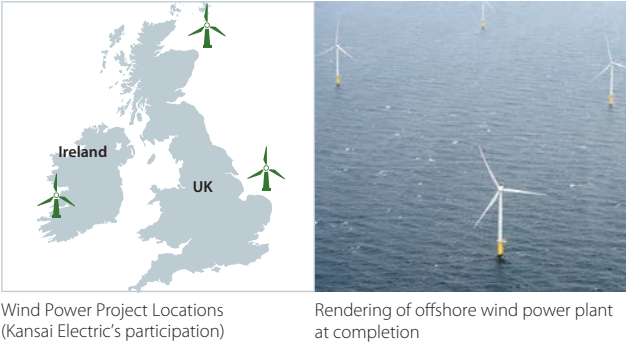 Ireland
UK
Wind Power Project Locations
(Kansai Electric's participation)
Rendering of offshore wind power plant
at completion